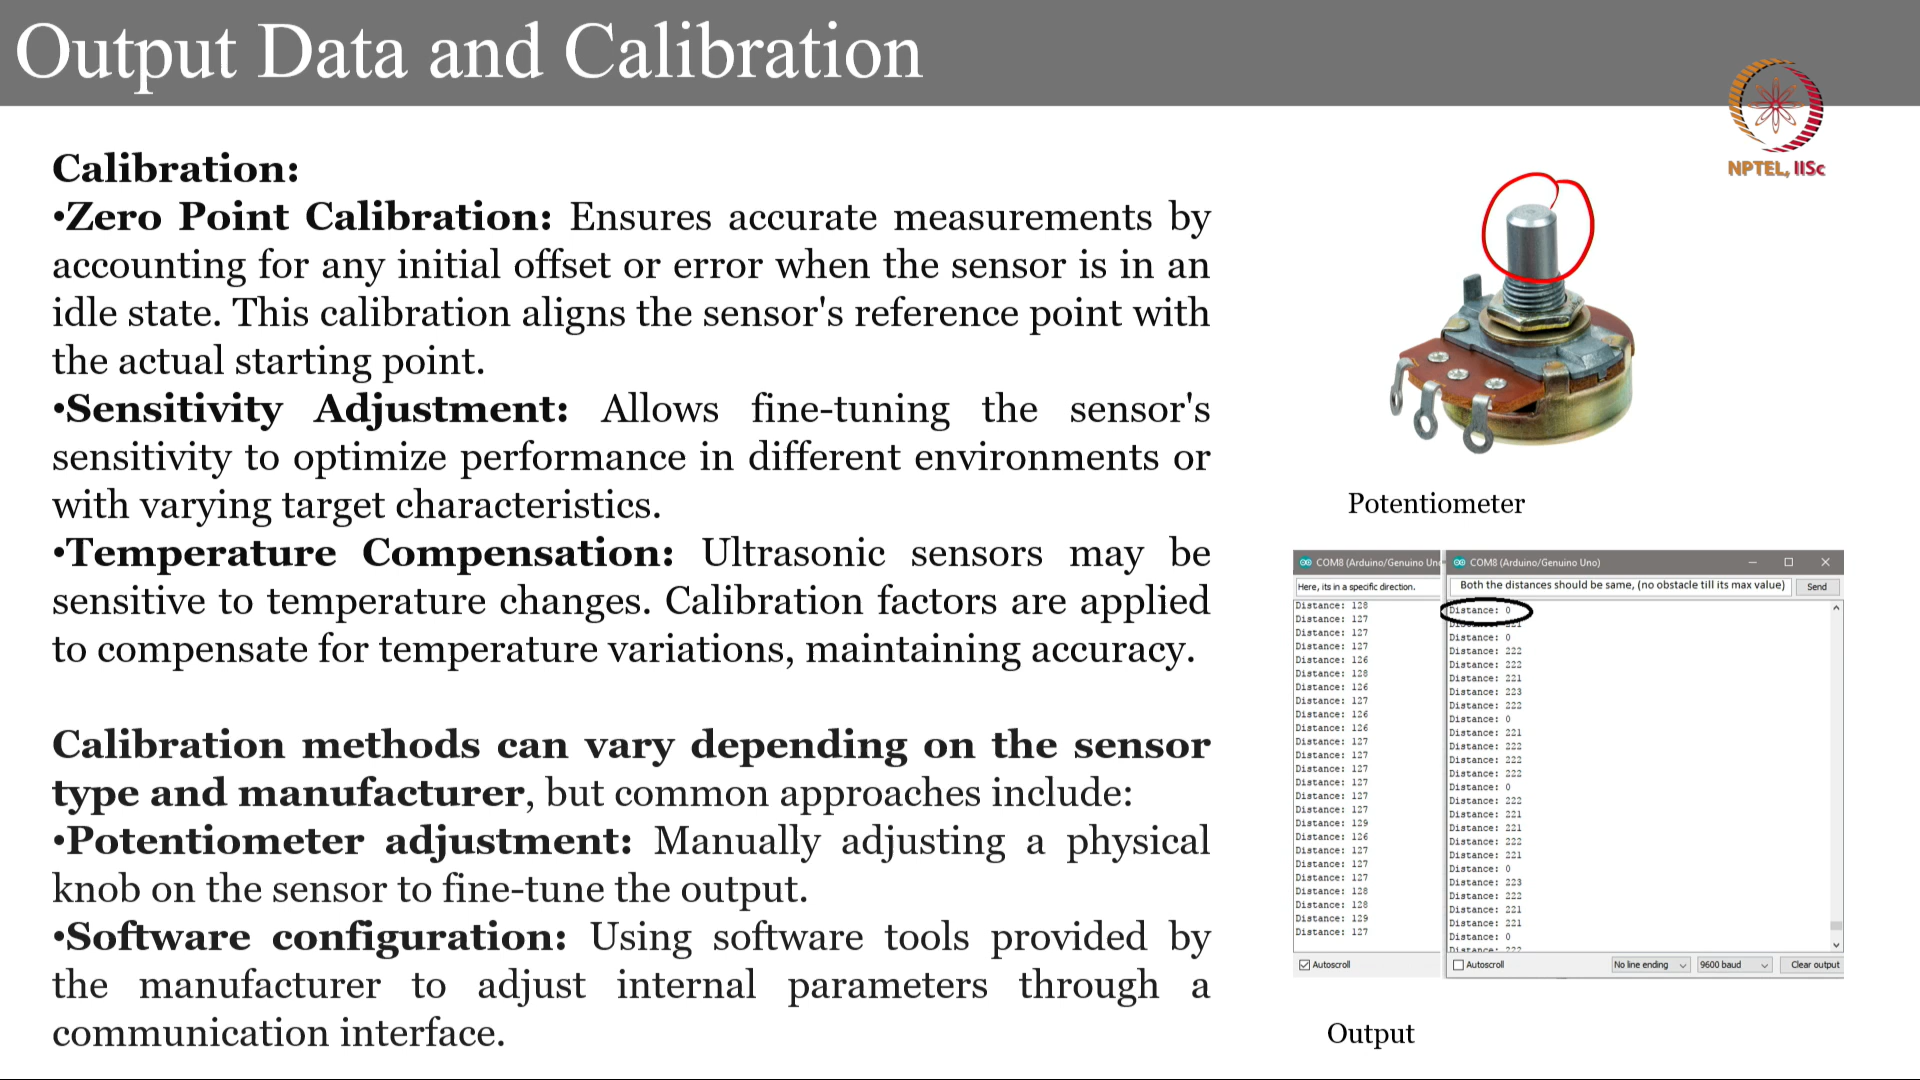 Output Data and Calibration
NPTEL, IISc
Calibration:
•Zero Point Calibration: Ensures accurate measurements by
accounting for any initial offset or error when the sensor is in an
idle state. This calibration aligns the sensor's reference point with
the actual starting point.
•Sensitivity Adjustment: Allows fine-tuning the sensor's
sensitivity to optimize performance in different environments or
with varying target characteristics.
•Temperature Compensation: Ultrasonic sensors may be
sensitive to temperature changes. Calibration factors are applied
to compensate for temperature variations, maintaining accuracy.
Calibration methods can vary depending on the sensor
type and manufacturer, but common approaches include:
•Potentiometer adjustment: Manually adjusting a physical
knob on the sensor to fine-tune the output.
•Software configuration: Using software tools provided by
the manufacturer to adjust internal parameters through a
communication interface.
Potentiometer
COM8 (Arduino/Genuino Uno
Here, its in a specific direction.
Distance: 128
Distance: 127
Distance: 127
Distance: 127
Distance: 126
Distance: 128
Distance: 126
Distance: 127
Distance: 126
Distance: 126
Distance: 127
Distance: 127
Distance: 127
Distance: 127
Distance: 127
Distance: 127
Distance: 129
Distance: 126
Distance: 127
Distance: 127
Distance: 127
Distance: 128
Distance: 128
Distance: 129
Distance: 127
Autoscroll
COM8 (Arduino/Genuino Uno)
Both the distances should be same, (no obstacle till its max value)
Send
Distance: 0
Distance: 221
Distance: 0
Distance: 222
Distance: 222
Distance: 221
Distance: 223
Distance: 222
Distance: 0
Distance: 221
Distance: 222
Distance: 222
Distance: 222
Distance: 0
Distance: 222
Distance: 221
Distance: 221
Distance: 222
Distance: 221
Distance: 0
Distance: 223
Distance: 222
Distance: 221
Distance: 221
Distance: 0
Distance: 222
Autoscroll
No line ending
9600 baud
Clear output
Output